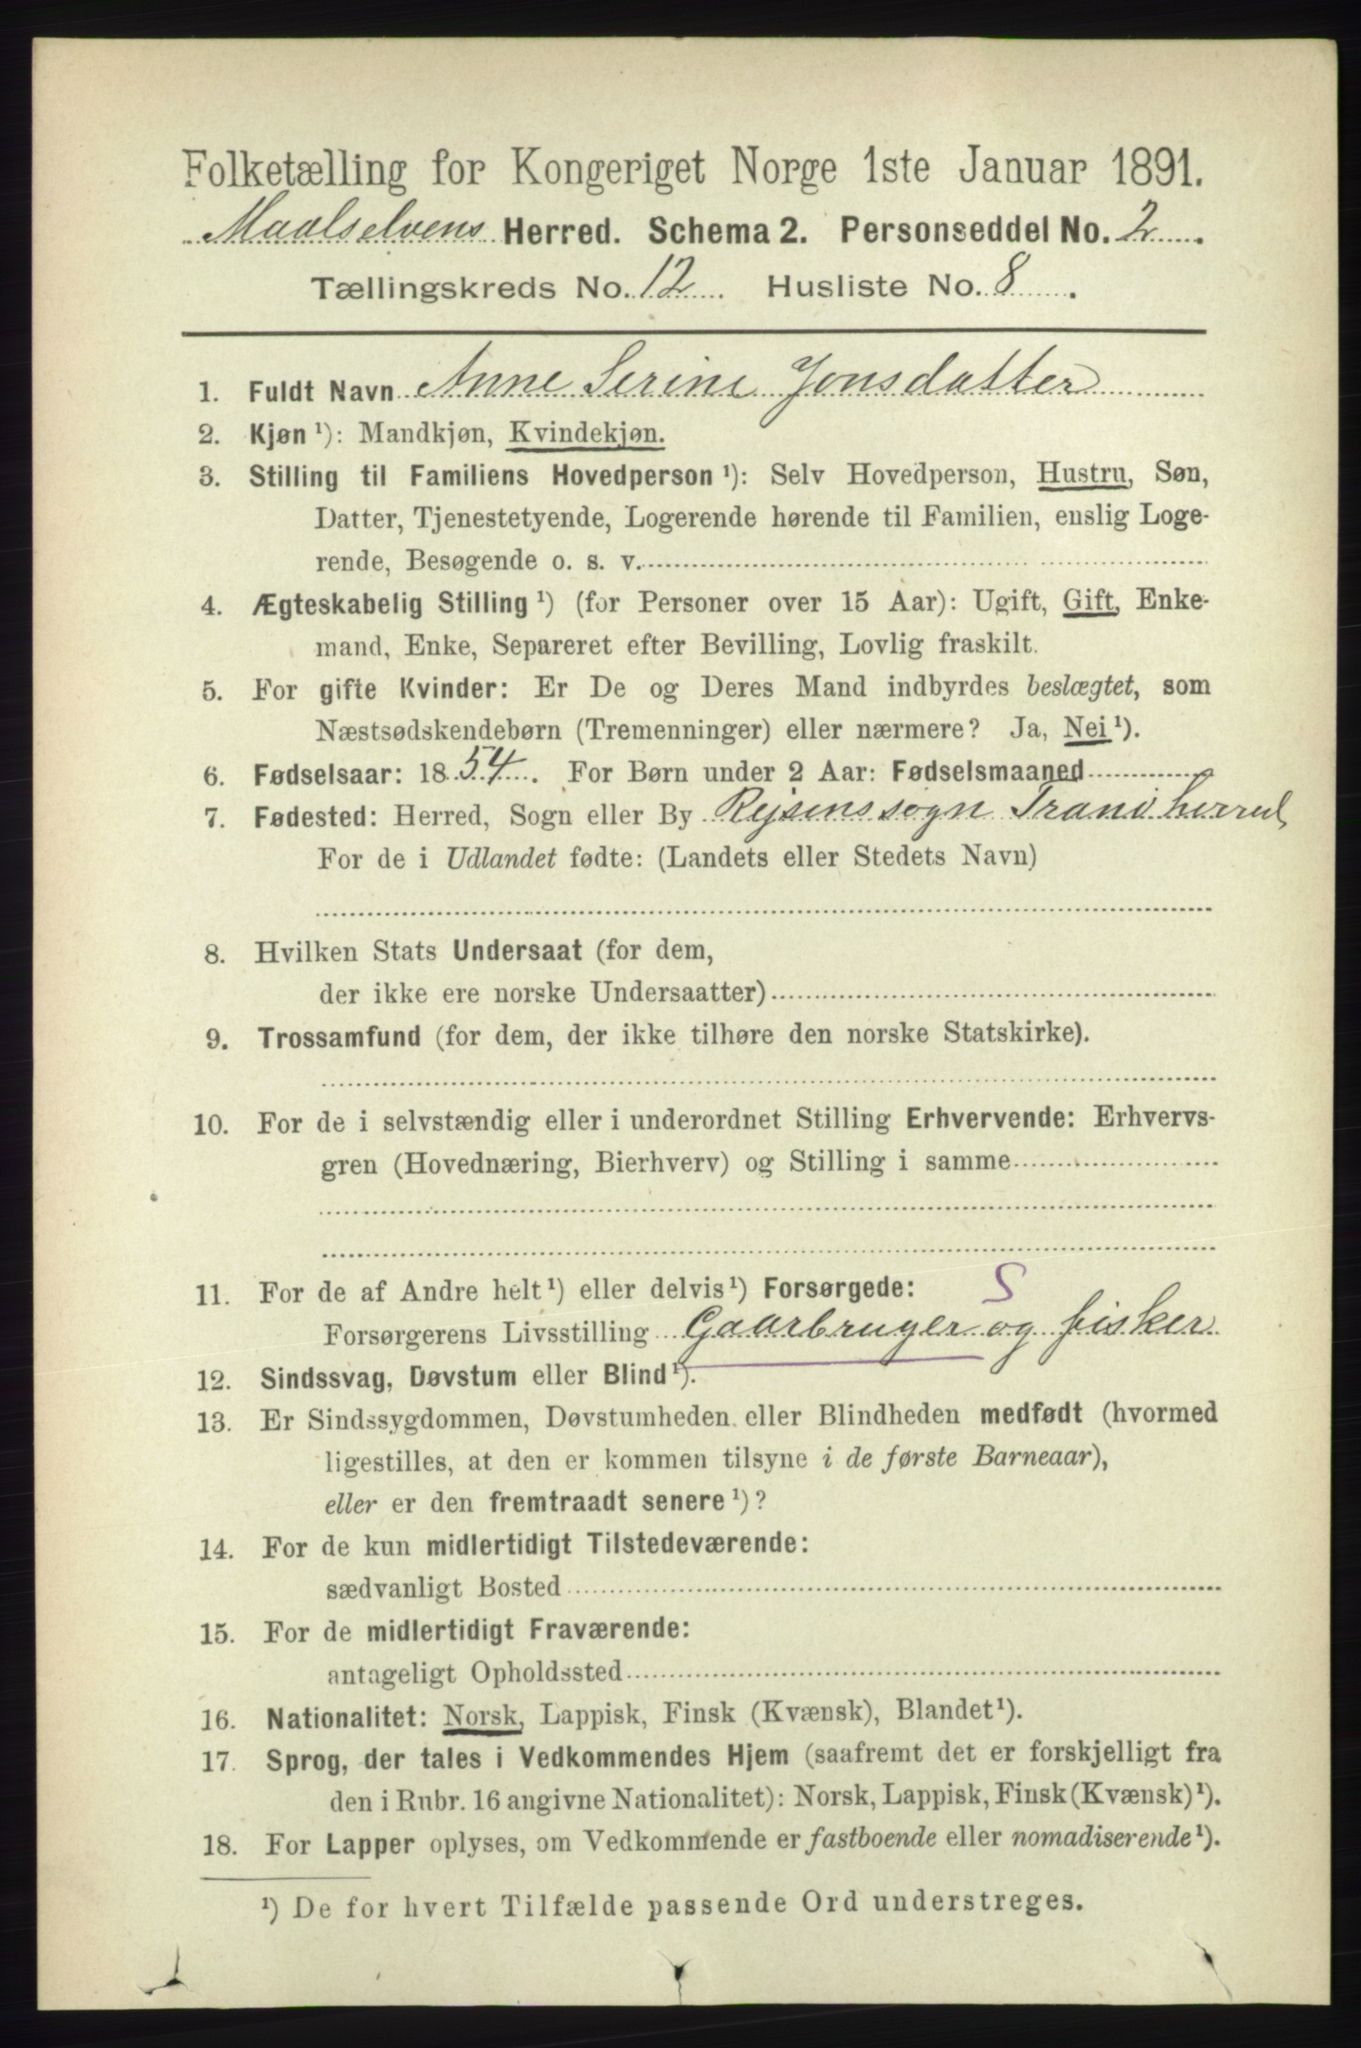 Folketælling for Kongeriget Norge 1ste Januar 1891.
Maalselvens Herred. Schema 2. Personseddel No. 2
Tællingskreds No. 12 Husliste No. 8
1. Fuldt Navn Anne Serine Jonsdatter
2. Kjøn ¹): Mandkjøn, Kvindekjøn.
3. Stilling til Familiens Hovedperson ¹): Selv Hovedperson, Hustru, Søn,
Datter, Tjenestetyende, Logerende hørende til Familien, enslig Loge-
rende, Besøgende o. s. v.
4. Ægteskabelig Stilling ¹) (for Personer over 15 Aar): Ugift, Gift, Enke-
mand, Enke, Separeret efter Bevilling, Lovlig fraskilt.
5. For gifte Kvinder: Er De og Deres Mand indbyrdes beslægtet, som
Næstsødskendebørn (Tremenninger) eller nærmere? Ja, Nei ¹).
6. Fødselsaar: 1854. For Børn under 2 Aar: Fødselsmaaned
7. Fødested: Herred, Sogn eller By Rejsens sogn Tranø herred
For de i Udlandet fødte: (Landets eller Stedets Navn)
8. Hvilken Stats Undersaat (for dem,
der ikke ere norske Undersaatter)
9. Trossamfund (for dem, der ikke tilhøre den norske Statskirke).
10. For de i selvstændig eller i underordnet Stilling Erhvervende: Erhvervs-
gren (Hovednæring, Bierhverv) og Stilling i samme
11. For de af Andre helt ¹) eller delvis ¹) Forsørgede: S
Forsørgerens Livsstilling Gaarbruger og fisker
12. Sindssvag, Døvstum eller Blind ¹).
13. Er Sindssygdommen, Døvstumheden eller Blindheden medfødt (hvormed
ligestilles, at den er kommen tilsyne i de første Barneaar),
eller er den fremtraadt senere ¹)?
14. For de kun midlertidigt Tilstedeværende:
sædvanligt Bosted
15. For de midlertidigt Fraværende:
antageligt Opholdssted
16. Nationalitet: Norsk, Lappisk, Finsk (Kvænsk), Blandet ¹).
17. Sprog, der tales i Vedkommendes Hjem (saafremt det er forskjelligt fra
den i Rubr. 16 angivne Nationalitet): Norsk, Lappisk, Finsk (Kvænsk) ¹).
18. For Lapper oplyses, om Vedkommende er fastboende eller nomadiserende ¹).
¹) De for hvert Tilfælde passende Ord understreges.